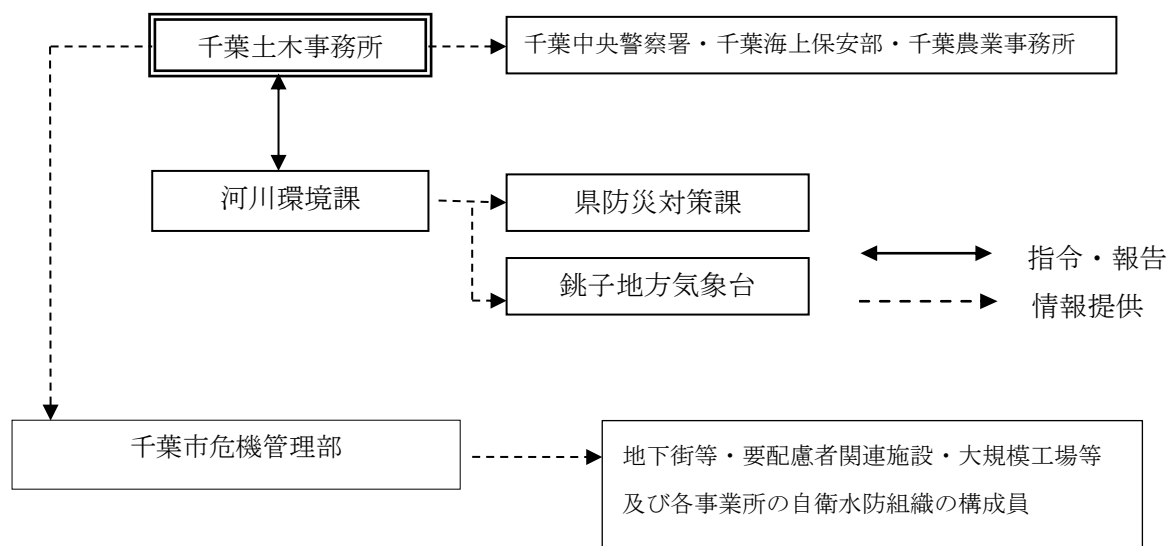 千葉土木事務所
千葉中央警察署・千葉海上保安部・千葉農業事務所
河川環境課
県防災対策課
銚子地方気象台
指令・報告
情報提供
千葉市危機管理部
地下街等・要配慮者関連施設・大規模工場等
及び各事業所の自衛水防組織の構成員